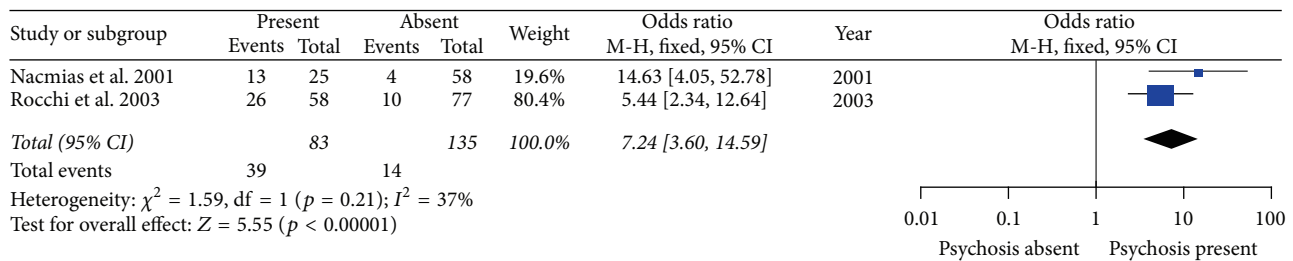 Study or subgroup Present Absent Weight Odds ratio Year Odds ratio
Events Total Events Total M-H, fixed, 95% CI M-H, fixed, 95% CI
Nacmias et al. 2001 13 25 4 58 19.6% 14.63 [4.05, 52.78] 2001
Rocchi et al. 2003 26 58 10 77 80.4% 5.44 [2.34, 12.64] 2003
Total (95% CI) 83 135 100.0% 7.24 [3.60, 14.59]
Total events 39 14
Heterogeneity: χ² = 1.59, df = 1 (p = 0.21); I² = 37%
Test for overall effect: Z = 5.55 (p < 0.00001)
0.01 0.1 1 10 100
Psychosis absent Psychosis present